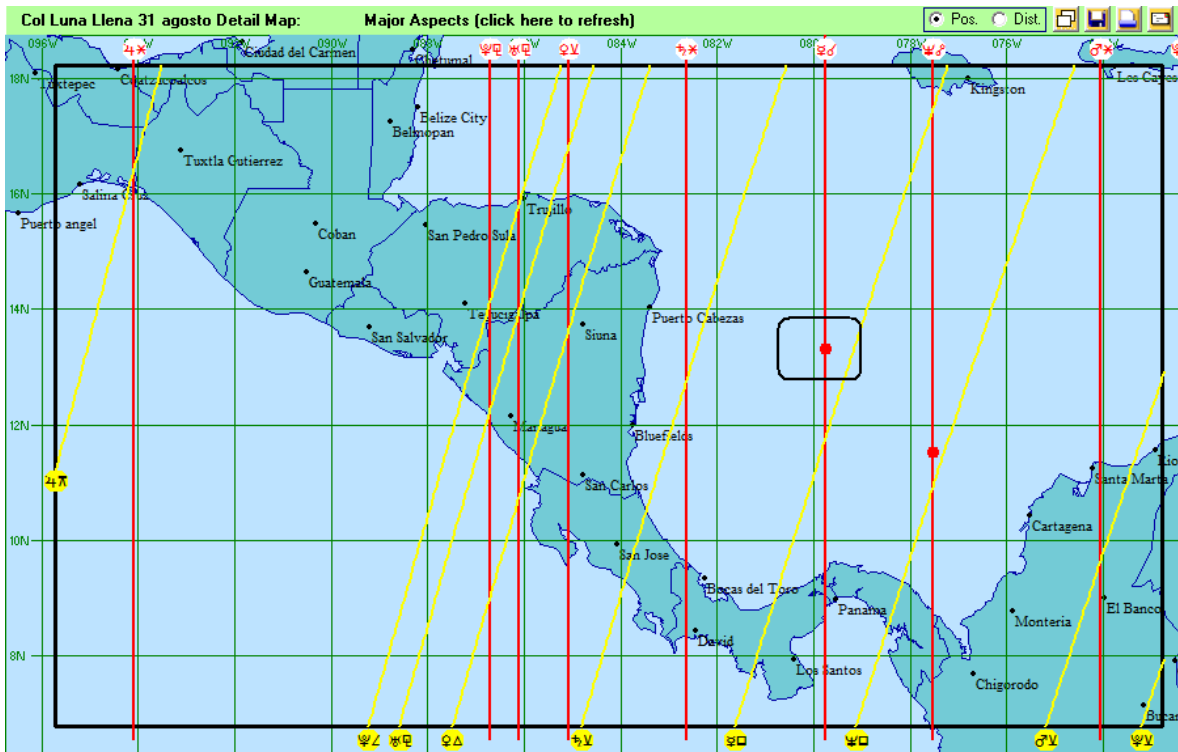 Col Luna Llena 31 agosto Detail Map: Major Aspects (click here to refresh) Pos. Dist.
096W 088W 084W 082W 078W 076W
Ciudad del Carmen
Chetumal
18N
Tuxtepec
Coatzacoalcos
Les Cayes
Kingston
Belize City
Belmopan
Tuxtla Gutierrez
16N
Salina Cruz
Trujillo
Puerto angel
Coban
San Pedro Sula
Guatemala
14N
Tegucigalpa
Puerto Cabezas
San Salvador
Siuna
12N
Managua
Bluefields
Rio
San Carlos
Santa Marta
Cartagena
10N
San Jose
Bocas del Toro
Panama
El Banco
Monteria
David
8N
Los Santos
Chigorodo
Bucar